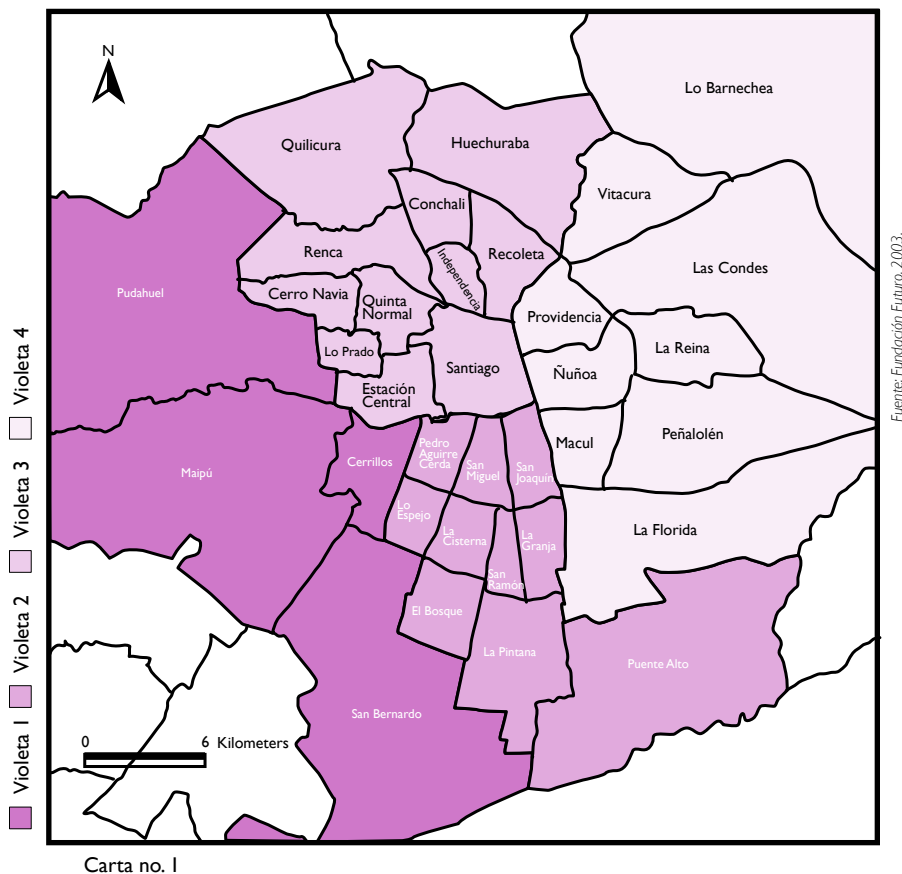 N
Lo Barnechea
Quilicura
Huechuraba
Vitacura
Conchali
Renca
Recoleta
Independencia
Las Condes
Pudahuel
Cerro Navia
Quinta
Normal
Providencia
Lo Prado
Santiago
La Reina
Ñuñoa
Estación
Central
Macul
Peñalolén
Maipú
Cerrillos
Pedro
Aguirre
Cerda
San
Miguel
San
Joaquín
Lo
Espejo
La
Cisterna
La
Granja
La Florida
San
Ramón
El Bosque
La Pintana
Puente Alto
San Bernardo
0 6 Kilometers
Violeta 1
Violeta 2
Violeta 3
Violeta 4
Fuente: Fundación Futuro, 2003.
Carta no. 1